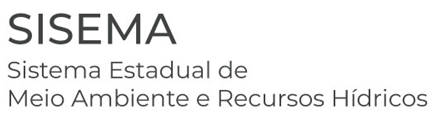 SISEMA
Sistema Estadual de
Meio Ambiente e Recursos Hídricos